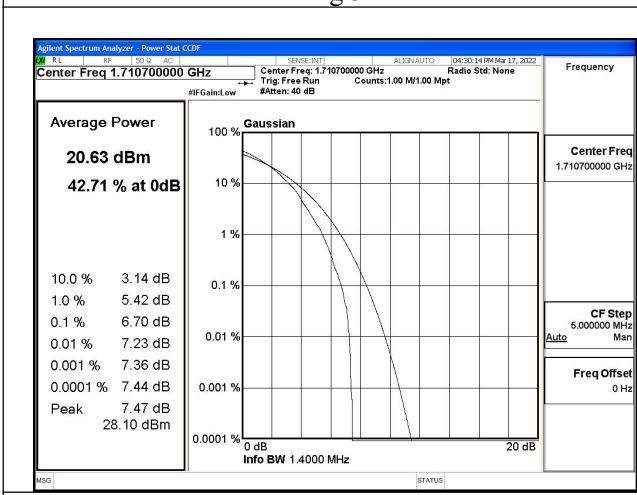 Agilent Spectrum Analyzer - Power Stat CCDF
RL RF 50 Ω AC SENSE:INT ALIGNAUTO 04:30:14 PM Mar 17, 2022
Center Freq 1.710700000 GHz
Center Freq: 1.710700000 GHz Radio Std: None
Trig: Free Run Counts:1.00 M/1.00 Mpt
#IFGain:Low #Atten: 40 dB
Frequency
Average Power
20.63 dBm
42.71 % at 0dB
10.0 % 3.14 dB
1.0 % 5.42 dB
0.1 % 6.70 dB
0.01 % 7.23 dB
0.001 % 7.36 dB
0.0001 % 7.44 dB
Peak 7.47 dB
28.10 dBm
Gaussian
100 %
10 %
1 %
0.1 %
0.01 %
0.001 %
0.0001 %
0 dB 20 dB
Info BW 1.4000 MHz
Center Freq
1.710700000 GHz
CF Step
5.000000 MHz
Auto Man
Freq Offset
0 Hz
MSG STATUS